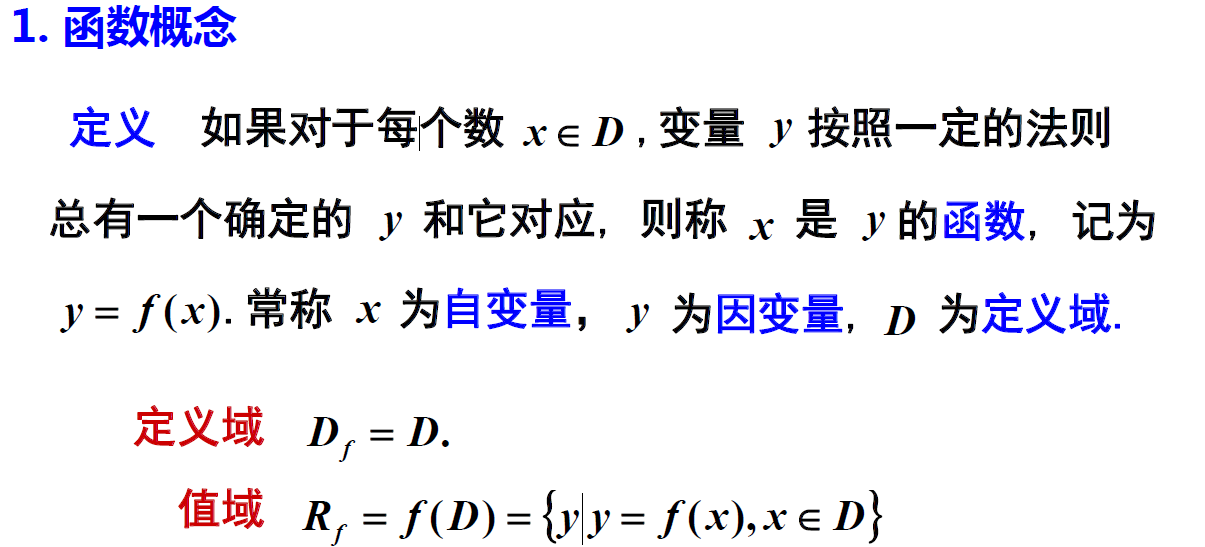 1. 函数概念
定义 如果对于每个数 x ∈ D , 变量 y 按照一定的法则
总有一个确定的 y 和它对应, 则称 x 是 y 的函数, 记为
y = f(x). 常称 x 为自变量, y 为因变量, D 为定义域.
定义域 D_f = D.
值域 R_f = f(D) = {y|y = f(x), x ∈ D}